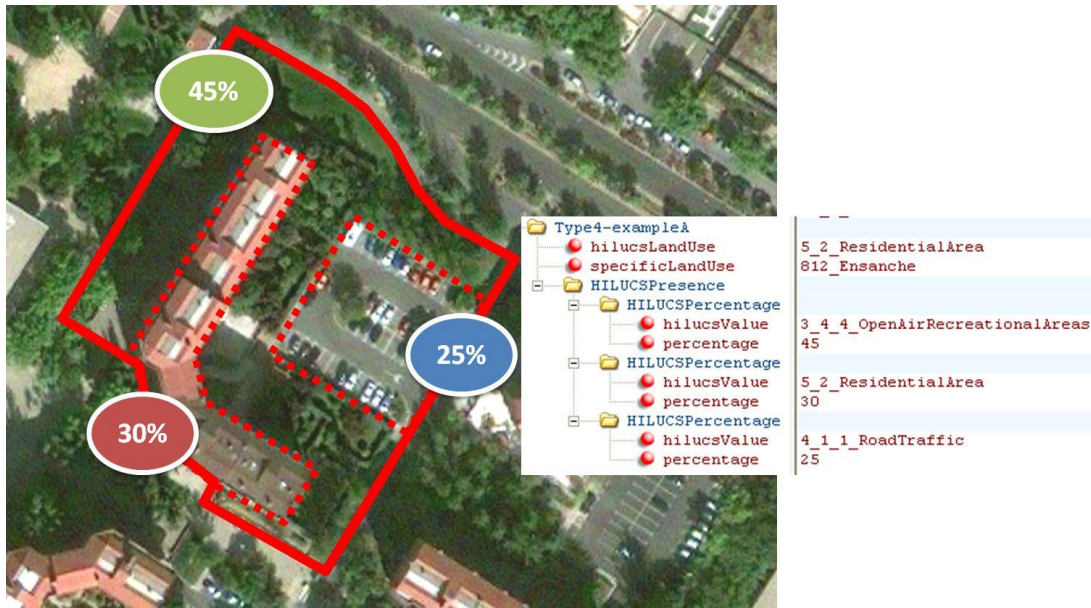 45%
25%
30%
Type4-exampleA
hilucsLandUse 5_2_ResidentialArea
specificLandUse 812_Ensanche
HILUCSPresence
HILUCSPercentage
hilucsValue 3_4_4_OpenAirRecreationalAreas
percentage 45
HILUCSPercentage
hilucsValue 5_2_ResidentialArea
percentage 30
HILUCSPercentage
hilucsValue 4_1_1_RoadTraffic
percentage 25